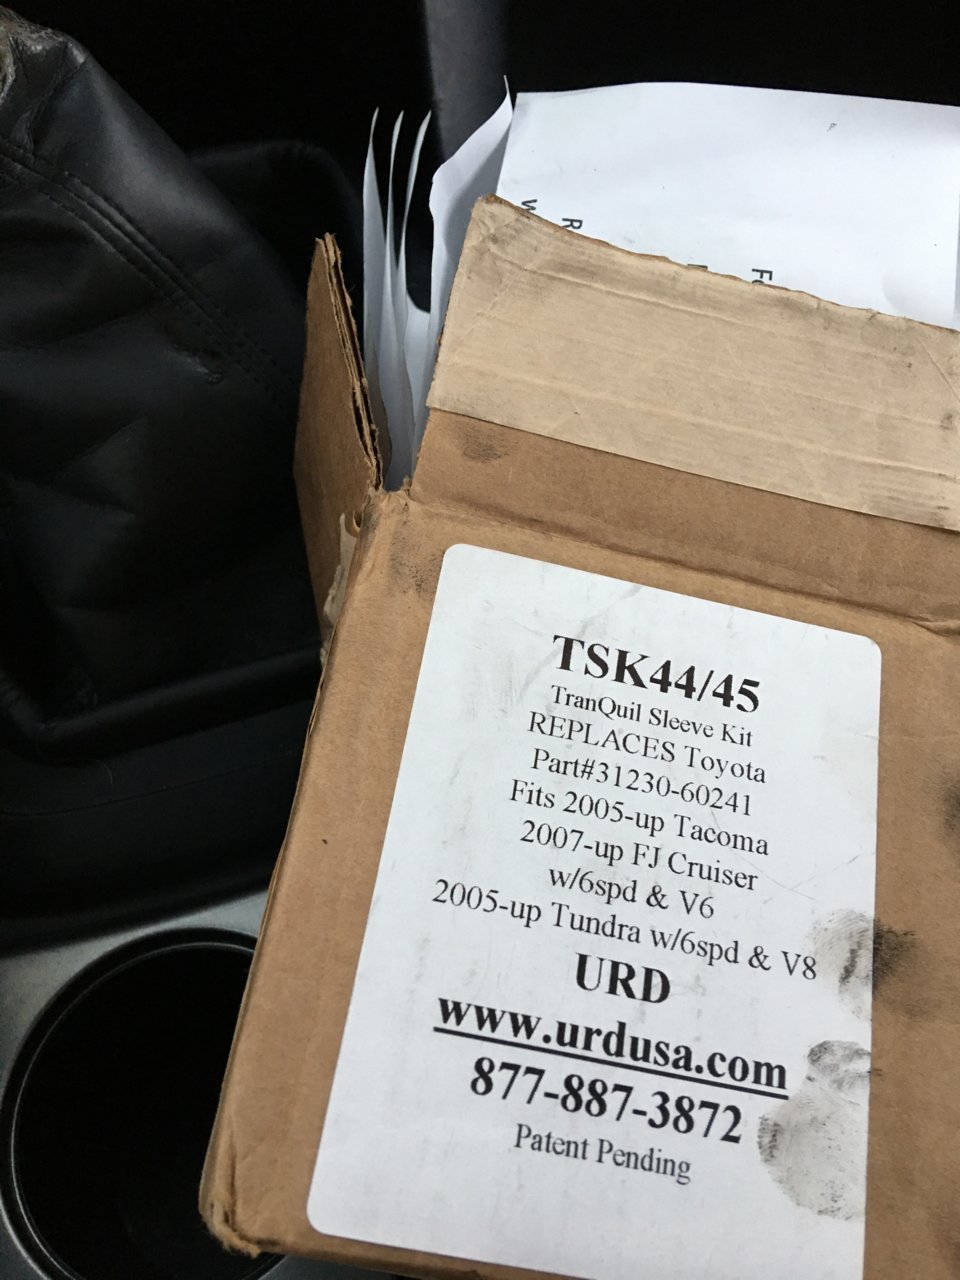 TSK44/45
TranQuil Sleeve Kit
REPLACES Toyota
Part#31230-60241
Fits 2005-up Tacoma
2007-up FJ Cruiser
w/6spd & V6
2005-up Tundra w/6spd & V8
URD
www.urdusa.com
877-887-3872
Patent Pending